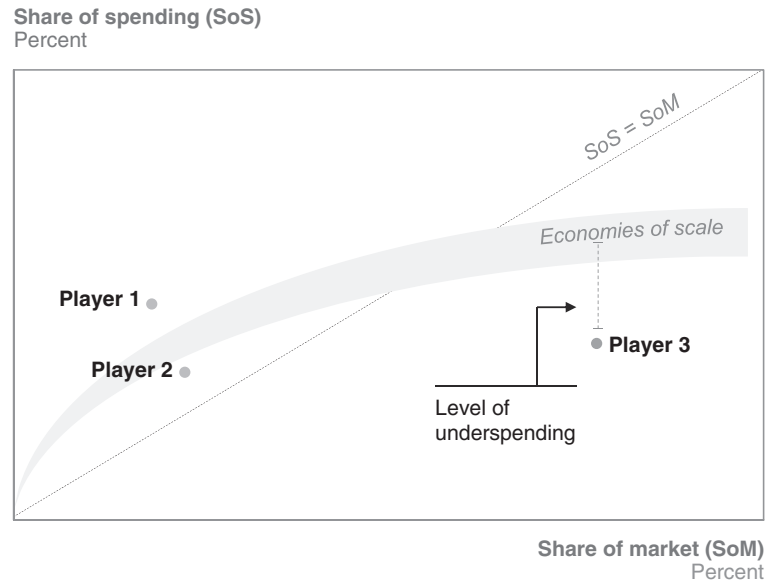 Share of spending (SoS)
Percent
SoS = SoM
Economies of scale
Player 1
Player 3
Player 2
Level of
underspending
Share of market (SoM)
Percent